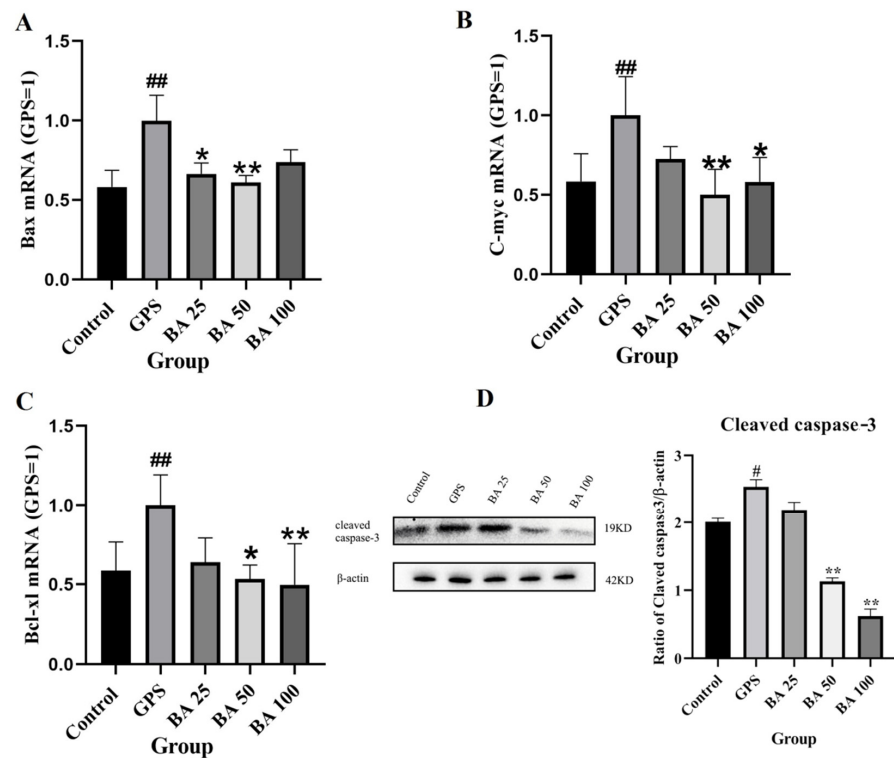 A
Bax mRNA (GPS=1)
1.5
1.0
0.5
0.0
##
*
**
Control
GPS
BA 25
BA 50
BA 100
Group
B
C-myc mRNA (GPS=1)
1.5
1.0
0.5
0.0
##
**
*
Control
GPS
BA 25
BA 50
BA 100
Group
C
Bcl-xl mRNA (GPS=1)
1.5
1.0
0.5
0.0
##
*
**
Control
GPS
BA 25
BA 50
BA 100
Group
D
Control
GPS
BA 25
BA 50
BA 100
cleaved
caspase-3
19KD
β-actin
42KD
Cleaved caspase-3
Ratio of Claved caspase3/β-actin
3
2
1
0
#
**
**
Control
GPS
BA 25
BA 50
BA 100
Group